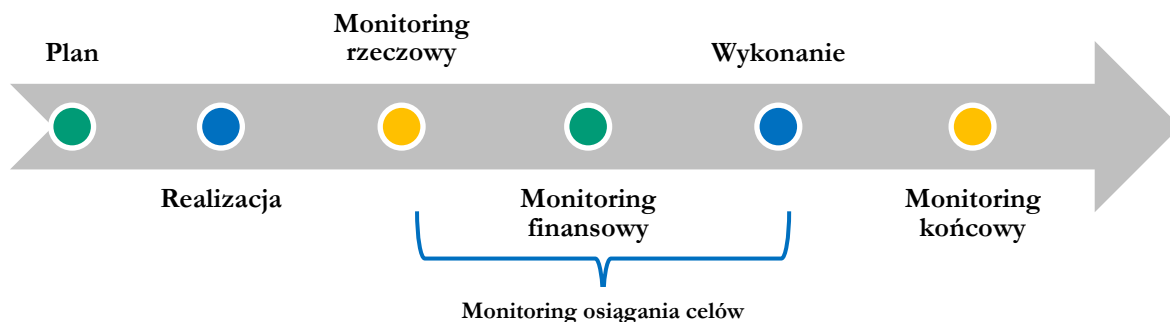 Plan
Realizacja
Monitoring
rzeczowy
Monitoring
finansowy
Wykonanie
Monitoring
końcowy
Monitoring osiągania celów